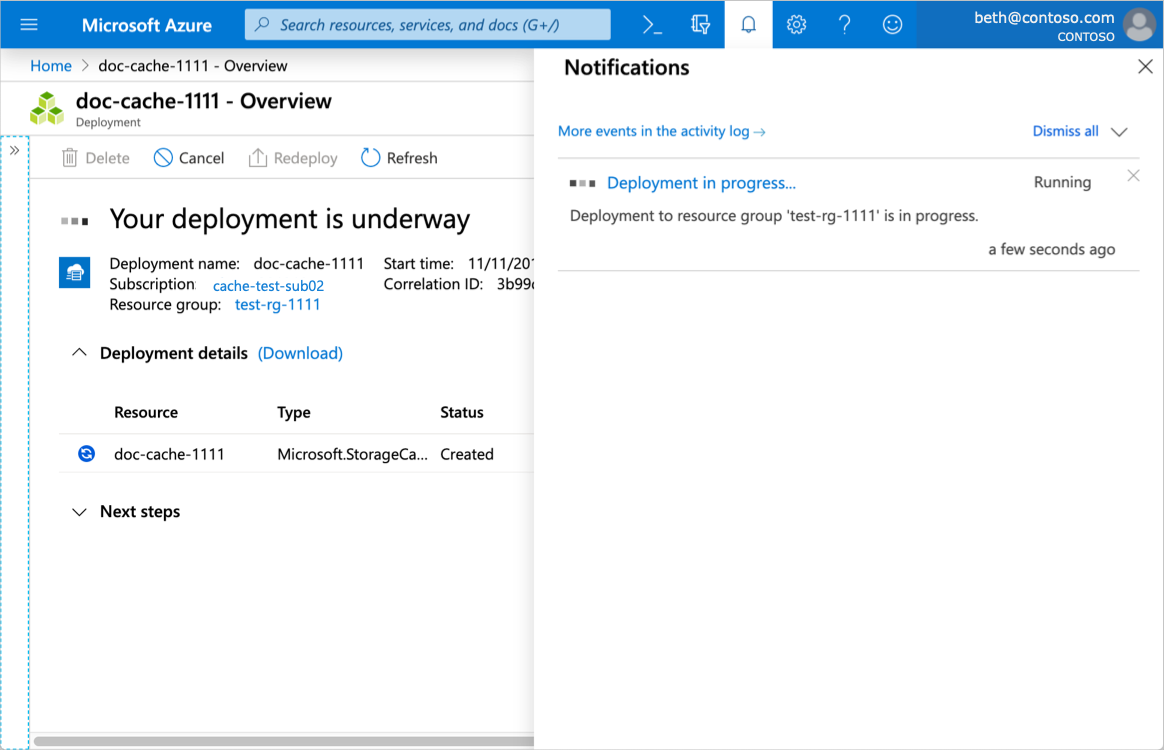 Microsoft Azure
Search resources, services, and docs (G+/)
beth@contoso.com
CONTOSO
Home > doc-cache-1111 - Overview
doc-cache-1111 - Overview
Deployment
Delete Cancel Redeploy Refresh
Your deployment is underway
Deployment name: doc-cache-1111 Start time: 11/11/201
Subscription: cache-test-sub02 Correlation ID: 3b99
Resource group: test-rg-1111
Deployment details (Download)
Resource Type Status
doc-cache-1111 Microsoft.StorageCa... Created
Next steps
Notifications
More events in the activity log →
Dismiss all
Deployment in progress... Running
Deployment to resource group 'test-rg-1111' is in progress.
a few seconds ago